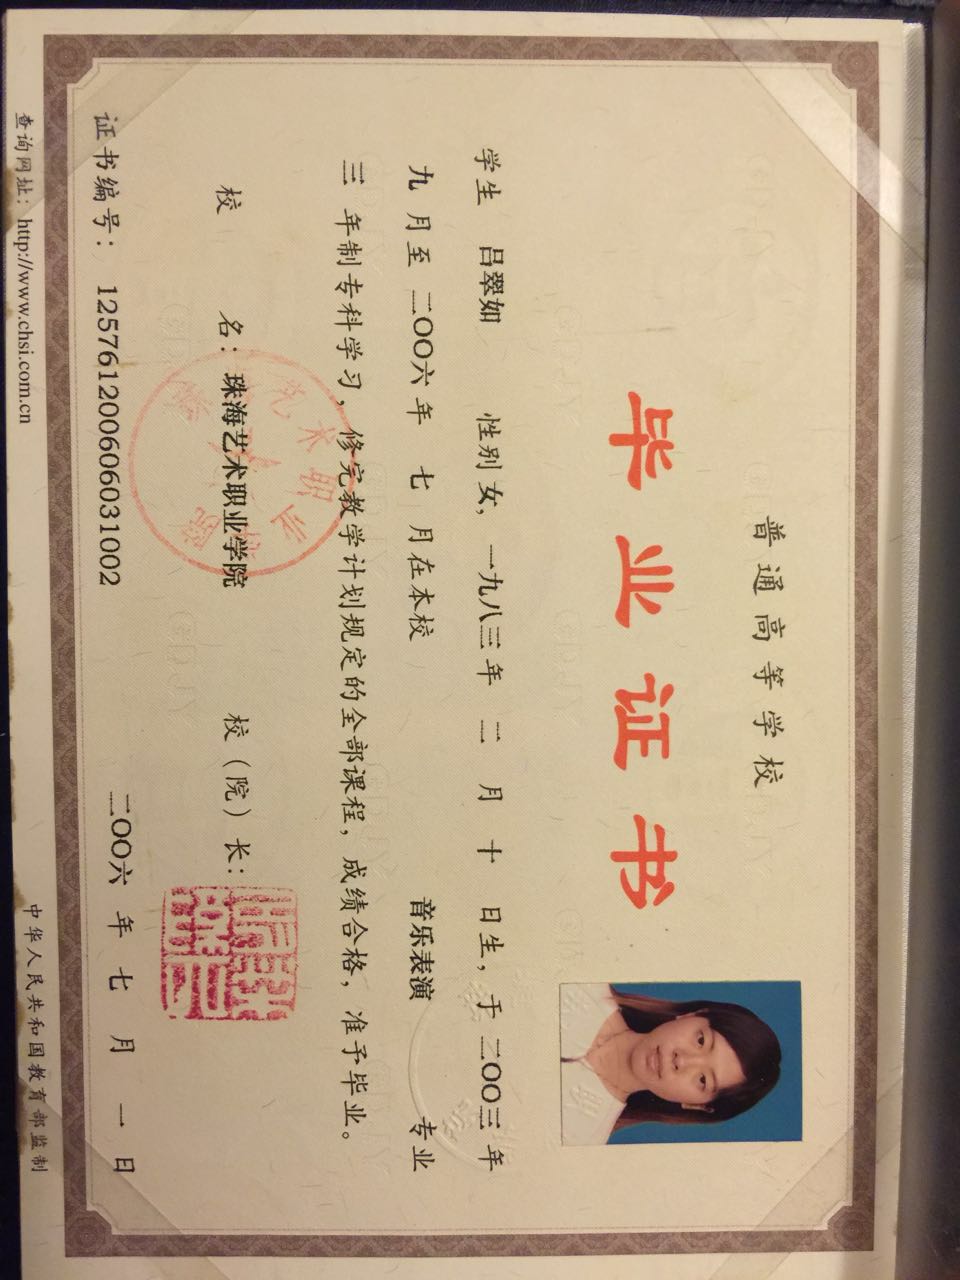 普通高等学校
毕业证书
学生 吕翠如 性别女，一九八三年 二 月 十 日生，于 二〇〇三年
九 月至 二〇〇六年 七 月在本校 音乐表演 专业
三 年制专科学习，修完教学计划规定的全部课程，成绩合格，准予毕业。
校 名：珠海艺术职业学院 校（院）长：
证书编号：125761200606031002 二〇〇六 年 七 月 一 日
查询网址：http://www.chsi.com.cn 中华人民共和国教育部监制